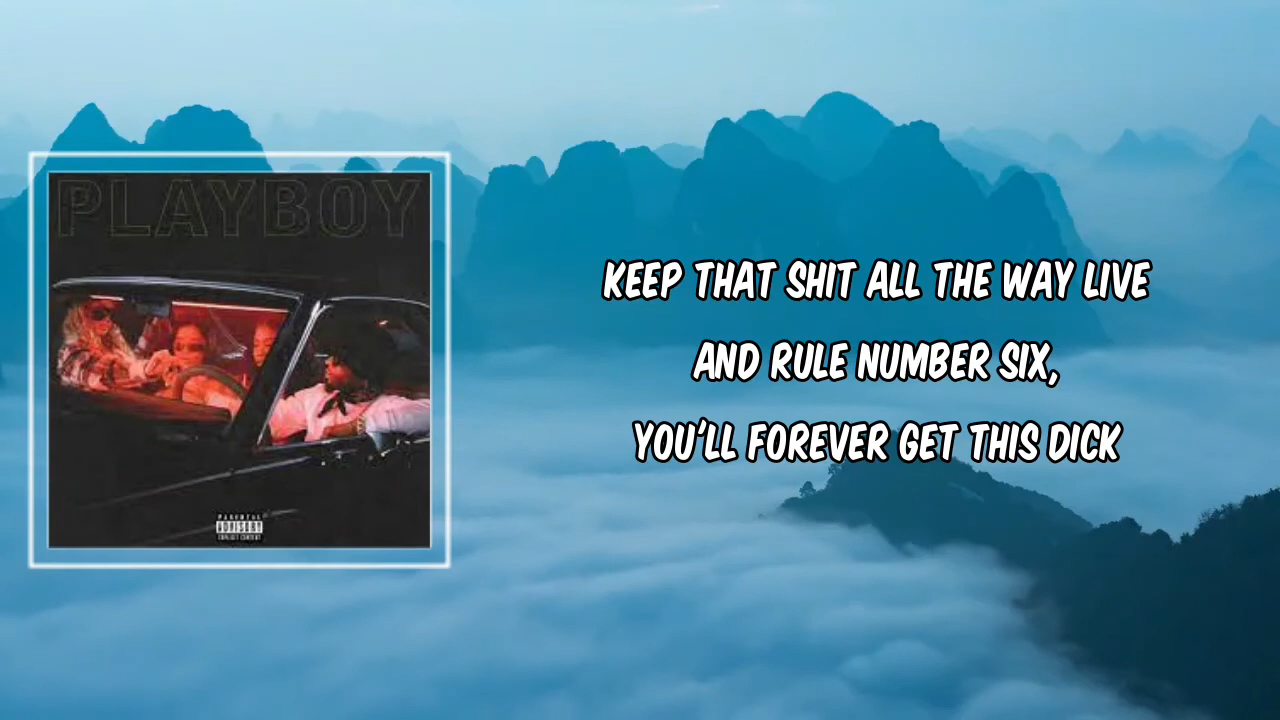 PLAYBOY
PARENTAL
ADVISORY
EXPLICIT CONTENT
KEEP THAT SHIT ALL THE WAY LIVE
AND RULE NUMBER SIX,
YOU'LL FOREVER GET THIS DICK